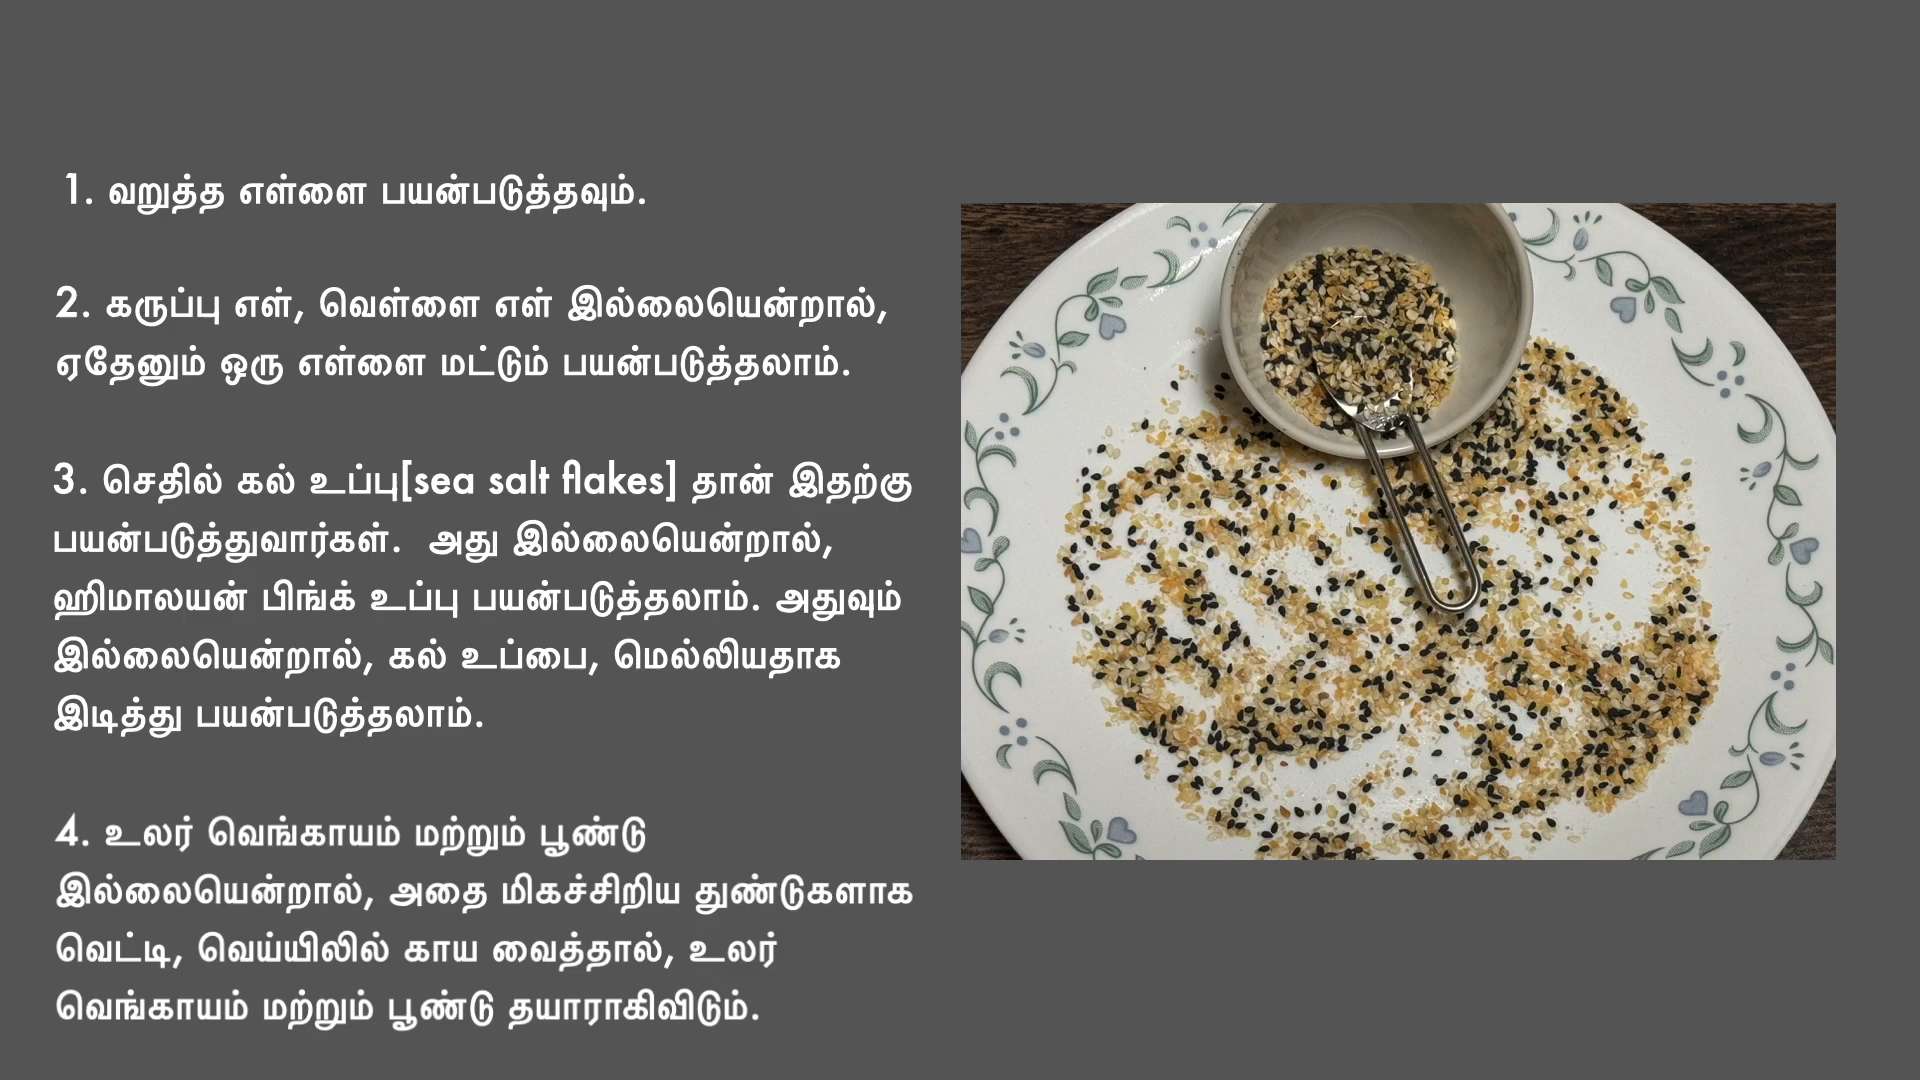 1. வறுத்த எள்ளை பயன்படுத்தவும்.
2. கருப்பு எள், வெள்ளை எள் இல்லையென்றால்,
ஏதேனும் ஒரு எள்ளை மட்டும் பயன்படுத்தலாம்.
3. செதில் கல் உப்பு[sea salt flakes] தான் இதற்கு
பயன்படுத்துவார்கள்.  அது இல்லையென்றால்,
ஹிமாலயன் பிங்க் உப்பு பயன்படுத்தலாம். அதுவும்
இல்லையென்றால், கல் உப்பை, மெல்லியதாக
இடித்து பயன்படுத்தலாம்.
4. உலர் வெங்காயம் மற்றும் பூண்டு
இல்லையென்றால், அதை மிகச்சிறிய துண்டுகளாக
வெட்டி, வெய்யிலில் காய வைத்தால், உலர்
வெங்காயம் மற்றும் பூண்டு தயாராகிவிடும்.